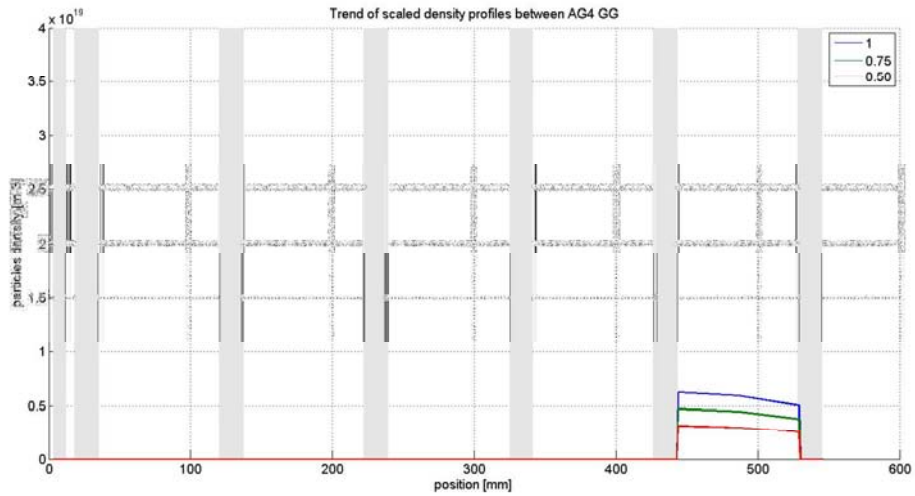 Trend of scaled density profiles between AG4 GG
x 10^19
4
3.5
3
2.5
2
1.5
1
0.5
0
particles density [m-3]
0 100 200 300 400 500 600
position [mm]
1
0.75
0.50